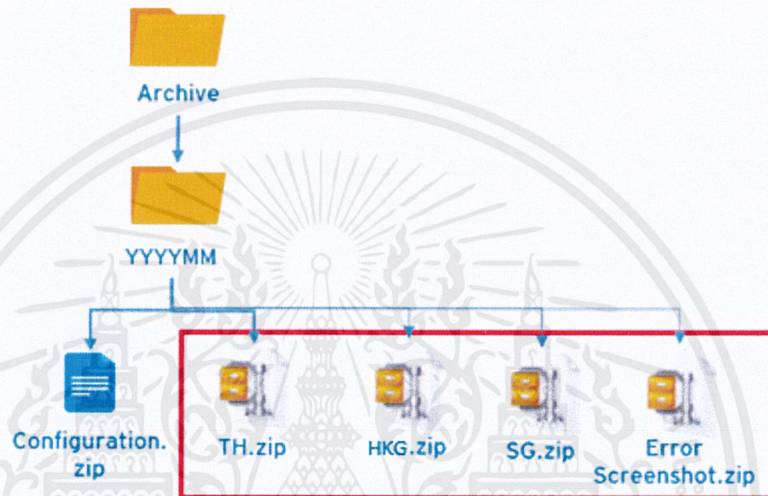 Archive
YYYYMM
Configuration.
zip
TH.zip
HKG.zip
SG.zip
Error
Screenshot.zip